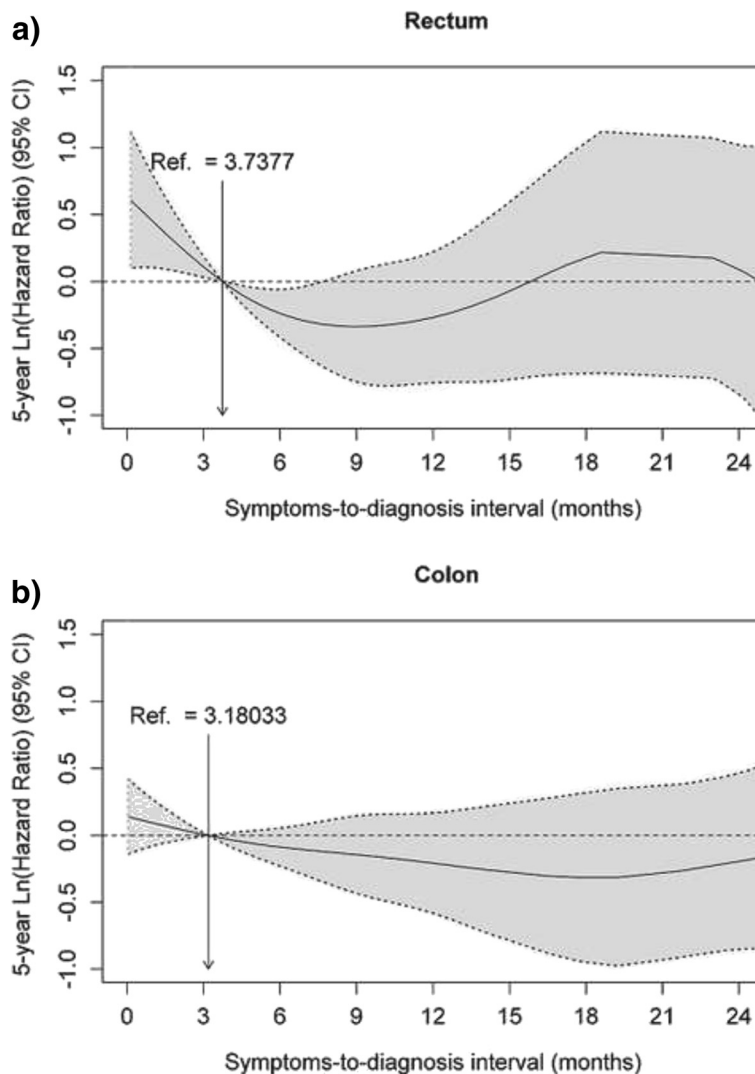 a)
Rectum
5-year Ln(Hazard Ratio) (95% CI)
1.5
1.0
0.5
0.0
-0.5
-1.0
Ref. = 3.7377
0 3 6 9 12 15 18 21 24
Symptoms-to-diagnosis interval (months)
b)
Colon
5-year Ln(Hazard Ratio) (95% CI)
1.5
1.0
0.5
0.0
-0.5
-1.0
Ref. = 3.18033
0 3 6 9 12 15 18 21 24
Symptoms-to-diagnosis interval (months)